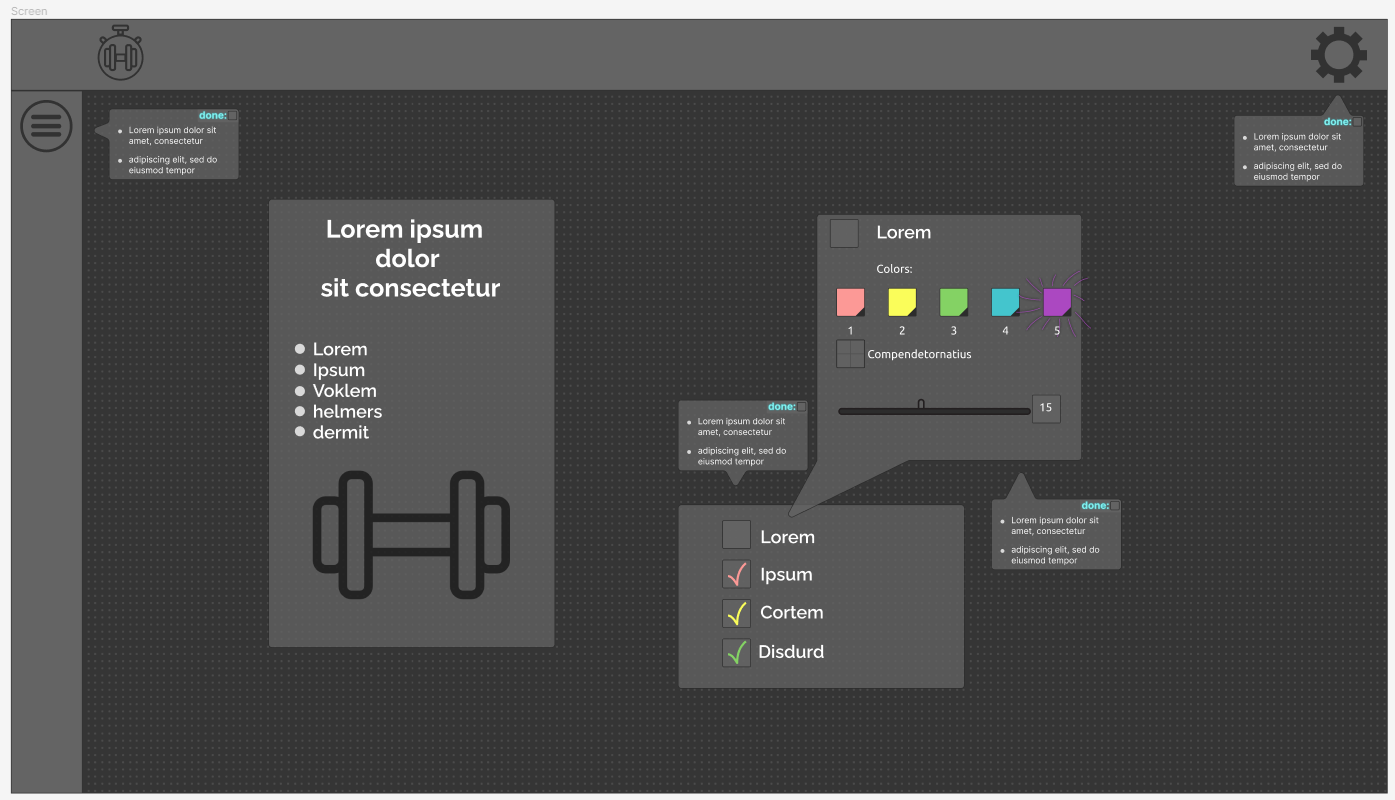 Screen
done:
Lorem ipsum dolor sit
amet, consectetur
adipiscing elit, sed do
eiusmod tempor
done:
Lorem ipsum dolor sit
amet, consectetur
adipiscing elit, sed do
eiusmod tempor
Lorem ipsum
dolor
sit consectetur
Lorem
Ipsum
Voklem
helmers
dermit
Lorem
Colors:
1 2 3 4 5
Compendetornatius
15
done:
Lorem ipsum dolor sit
amet, consectetur
adipiscing elit, sed do
eiusmod tempor
Lorem
Ipsum
Cortem
Disdurd
done:
Lorem ipsum dolor sit
amet, consectetur
adipiscing elit, sed do
eiusmod tempor